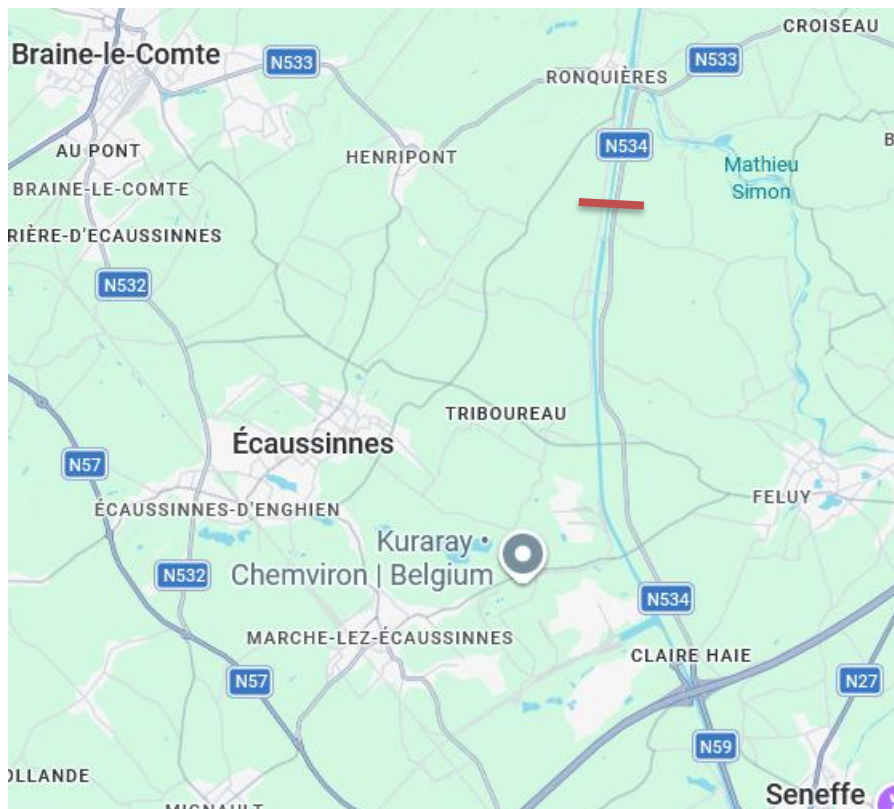 CROISEAU
Braine-le-Comte
N533
N533
RONQUIÈRES
AU PONT
HENRIPONT
N534
B
Mathieu
Simon
BRAINE-LE-COMTE
RIÈRE-D'ECAUSSINNES
N532
TRIBOUREAU
Écaussinnes
N57
FELUY
ÉCAUSSINNES-D'ENGHIEN
Kuraray •
Chemviron | Belgium
N532
N534
MARCHE-LEZ-ÉCAUSSINNES
CLAIRE HAIE
N57
N27
N59
OLLANDE
Seneffe
MIGNAULT